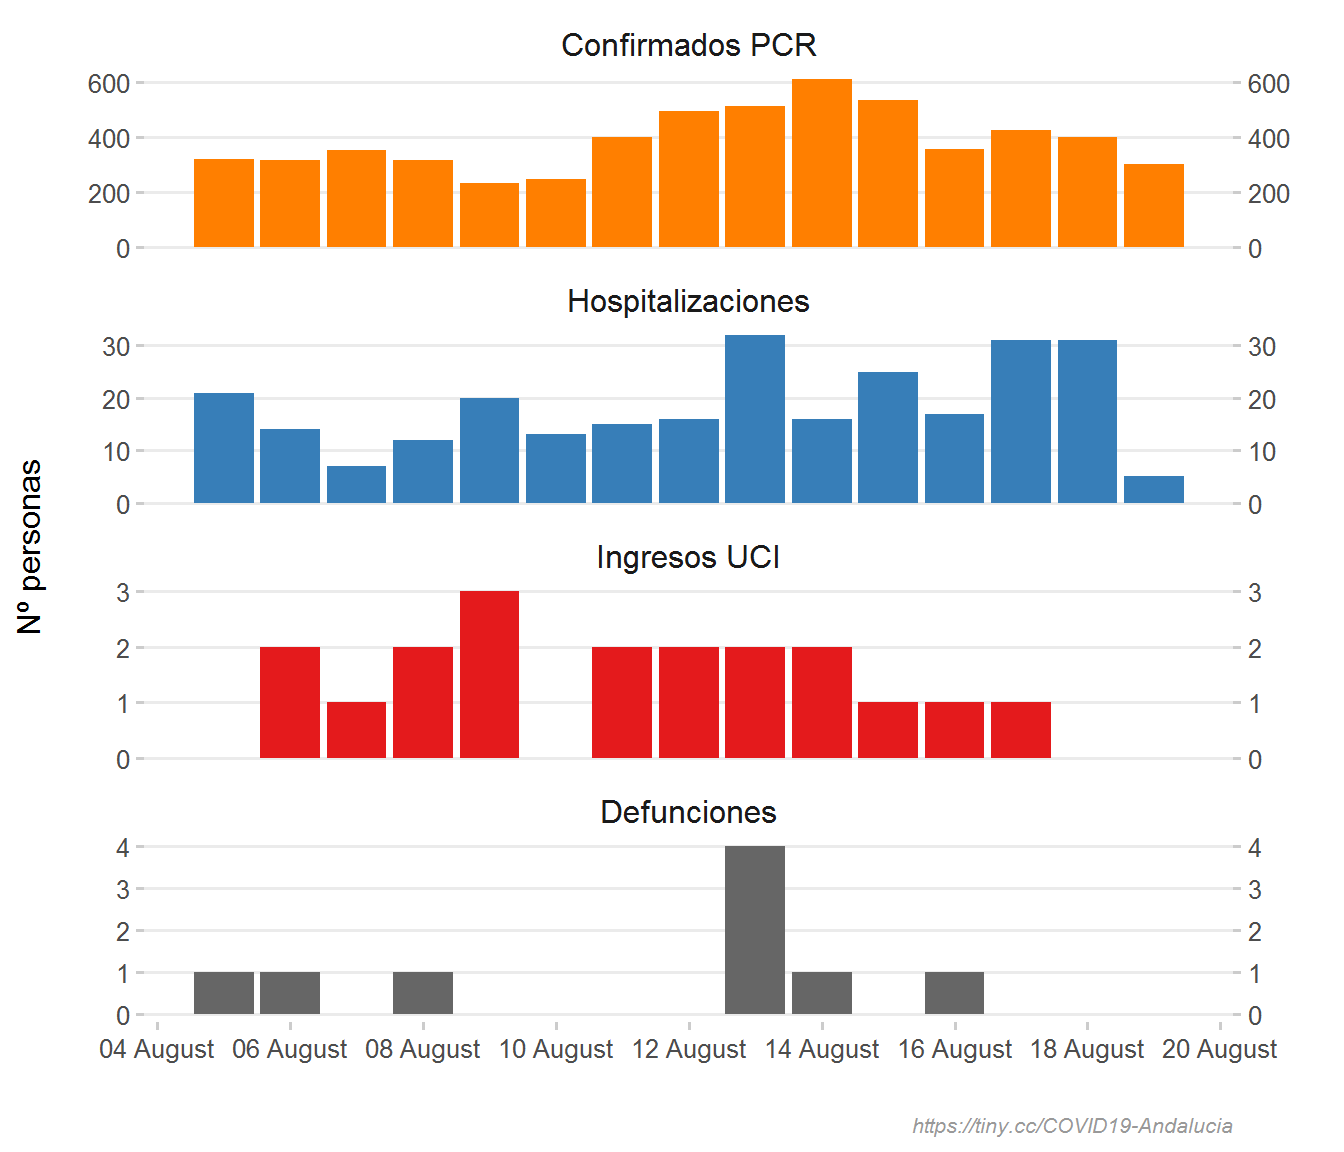 Confirmados PCR
600 600
400 400
200 200
0 0
Hospitalizaciones
30 30
20 20
10 10
0 0
Nº personas
Ingresos UCI
3 3
2 2
1 1
0 0
Defunciones
4 4
3 3
2 2
1 1
0 0
04 August 06 August 08 August 10 August 12 August 14 August 16 August 18 August 20 August
https://tiny.cc/COVID19-Andalucia